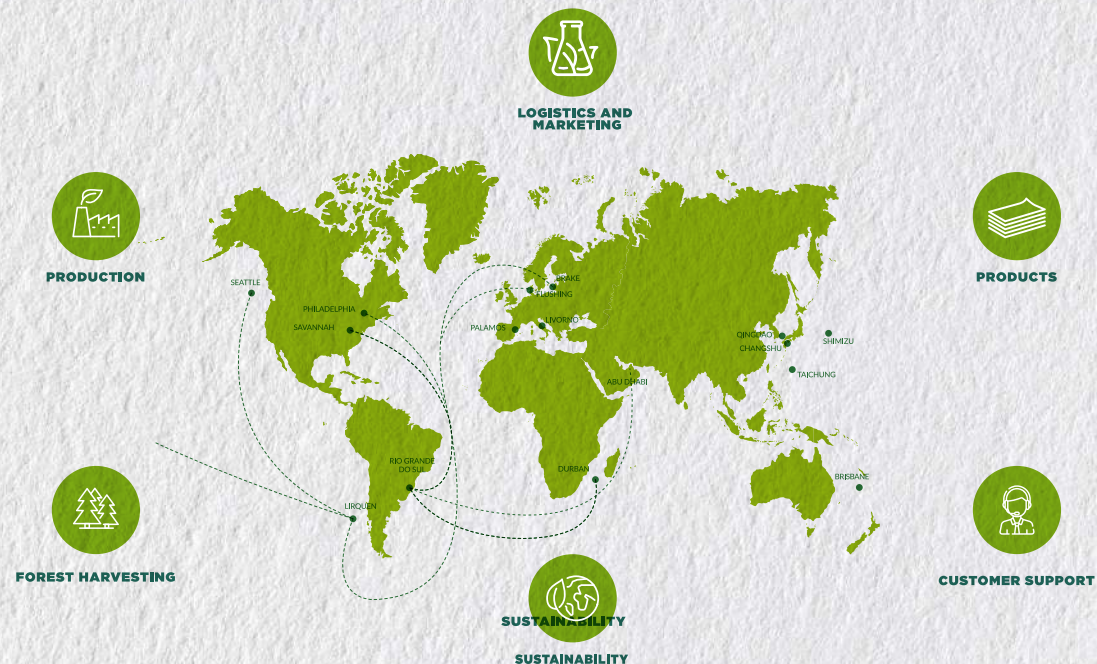 LOGISTICS AND
MARKETING
PRODUCTION
PRODUCTS
SEATTLE
BRAKE
FLUSHING
PHILADELPHIA
SAVANNAH
PALAMOS
LIVORNO
QINGDAO
CHANGSHU
SHIMIZU
TAICHUNG
ABU DHABI
RIO GRANDE
DO SUL
DURBAN
BRISBANE
LIRQUEN
FOREST HARVESTING
CUSTOMER SUPPORT
SUSTAINABILITY
SUSTAINABILITY